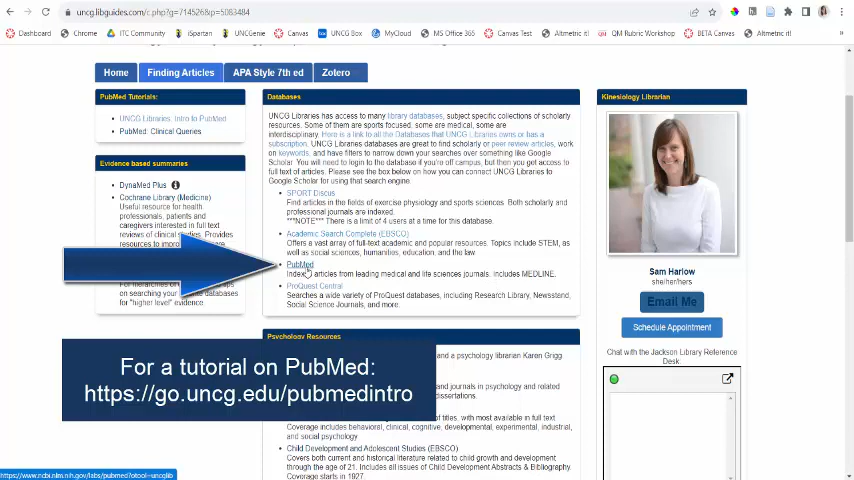 uncg.libguides.com/c.php?g=714526&p=5083484
Dashboard
Chrome
ITC Community
iSpartan
UNCGenie
Canvas
UNCG Box
MyCloud
MS Office 365
Canvas Test
Altmetric it!
QM Rubric Workshop
BETA Canvas
Altmetric it!
Home
Finding Articles
APA Style 7th ed
Zotero
PubMed Tutorials:
UNCG Libraries: Intro to PubMed
PubMed: Clinical Queries
Evidence based summaries
DynaMed Plus
Cochrane Library (Medicine)
Useful resource for health
professionals, patients and
caregivers interested in full text
reviews of clinical studies. Provides
resources to impro
on searching your
databases
for "higher level" evidence.
Databases
UNCG Libraries has access to many library databases, subject specific collections of scholarly
resources. Some of them are sports focused, some are medical, some are
interdisciplinary. Here is a link to all the Databases that UNCG Libraries owns or has a
subscription. UNCG Libraries databases are great to find scholarly or peer review articles, work
on keywords, and have filters to narrow down your searches over something like Google
Scholar. You will need to login to the database if you're off campus, but then you get access to
full text of articles. Please see the box below on how you can connect UNCG Libraries to
Google Scholar for using that search engine.
SPORT Discus
Find articles in the fields of exercise physiology and sports sciences. Both scholarly and
professional journals are indexed.
***NOTE*** There is a limit of 4 users at a time for this database.
Academic Search Complete (EBSCO)
Offers a vast array of full-text academic and popular resources. Topics include STEM, as
well as social sciences, humanities, education, and the law
PubMed
Indexes articles from leading medical and life sciences journals. Includes MEDLINE.
ProQuest Central
Searches a wide variety of ProQuest databases, including Research Library, Newsstand,
Social Science Journals, and more.
Psychology Resources
and a psychology librarian Karen Grigg
and journals in psychology and related
dissertations.
of titles, with most available in full text
Coverage includes behavioral, clinical, cognitive, developmental, experimental, industrial,
and social psychology
Child Development and Adolescent Studies (EBSCO)
Covers both current and historical literature related to child growth and development
through the age of 21. Includes all issues of Child Development Abstracts & Bibliography.
Coverage starts in 1927.
For a tutorial on PubMed:
https://go.uncg.edu/pubmedintro
Kinesiology Librarian
Sam Harlow
she/her/hers
Email Me
Schedule Appointment
Chat with the Jackson Library Reference
Desk:
https://www.ncbi.nlm.nih.gov/labs/pubmed?otool=uncglib